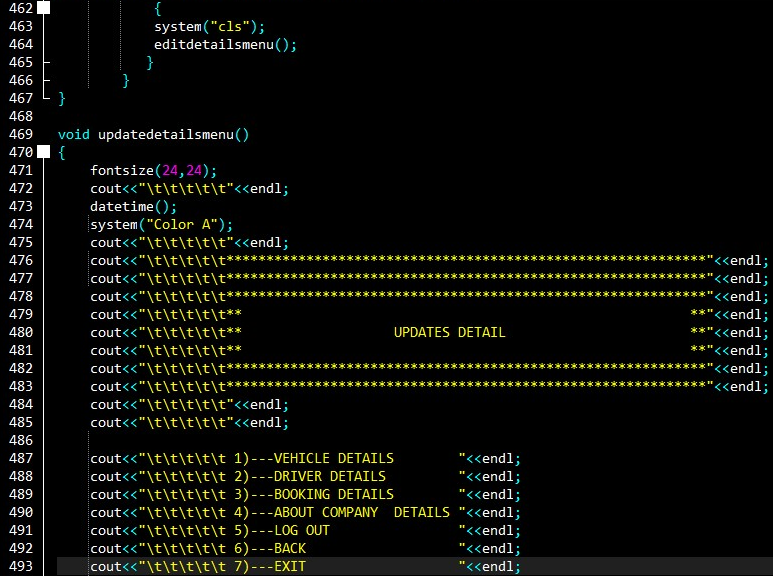 462 {
463 system("cls");
464 editdetailsmenu();
465 }
466 }
467 }
468
469 void updatedetailsmenu()
470 {
471 fontsize(24,24);
472 cout<<"\t\t\t\t\t"<<endl;
473 datetime();
474 system("Color A");
475 cout<<"\t\t\t\t\t"<<endl;
476 cout<<"\t\t\t\t\t************************************************************"<<endl;
477 cout<<"\t\t\t\t\t************************************************************"<<endl;
478 cout<<"\t\t\t\t\t************************************************************"<<endl;
479 cout<<"\t\t\t\t\t**                                                        **"<<endl;
480 cout<<"\t\t\t\t\t**                   UPDATES DETAIL                       **"<<endl;
481 cout<<"\t\t\t\t\t**                                                        **"<<endl;
482 cout<<"\t\t\t\t\t************************************************************"<<endl;
483 cout<<"\t\t\t\t\t************************************************************"<<endl;
484 cout<<"\t\t\t\t\t"<<endl;
485 cout<<"\t\t\t\t\t"<<endl;
486
487 cout<<"\t\t\t\t\t 1)---VEHICLE DETAILS        "<<endl;
488 cout<<"\t\t\t\t\t 2)---DRIVER DETAILS         "<<endl;
489 cout<<"\t\t\t\t\t 3)---BOOKING DETAILS        "<<endl;
490 cout<<"\t\t\t\t\t 4)---ABOUT COMPANY  DETAILS "<<endl;
491 cout<<"\t\t\t\t\t 5)---LOG OUT                "<<endl;
492 cout<<"\t\t\t\t\t 6)---BACK                   "<<endl;
493 cout<<"\t\t\t\t\t 7)---EXIT                   "<<endl;